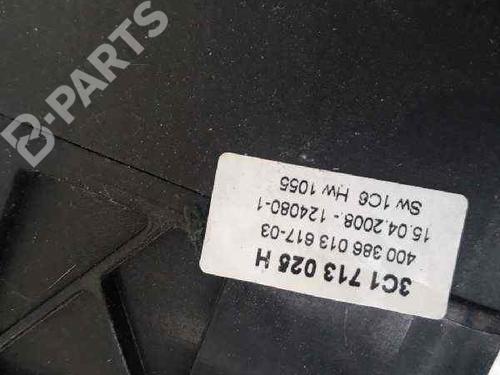 B-PARTS
3C1 713 025 H
400 386 013 617-03
15.04.2008.- 124080-1
Sw 1C6 Hw 1055